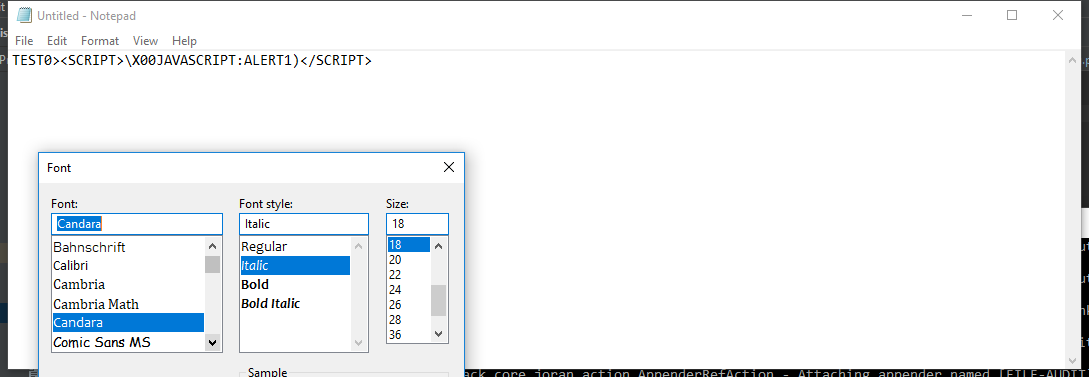 Untitled - Notepad
File Edit Format View Help
TEST0><SCRIPT>\X00JAVASCRIPT:ALERT1)</SCRIPT>
Font
Font: Font style: Size:
Candara Italic 18
Bahnschrift Regular 18
Calibri Italic 20
Cambria Bold 22
Cambria Math Bold Italic 24
Candara 26
Comic Sans MS 28
36
Sample
ack core joran action AppenderRefAction - Attaching appender named [FILE-AUDIT